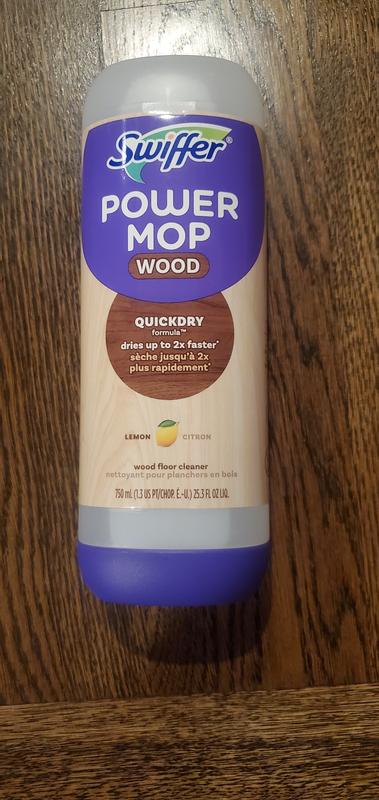 Swiffer®
POWER
MOP
WOOD
QUICKDRY
formula™
dries up to 2x faster*
sèche jusqu'à 2x
plus rapidement*
LEMON CITRON
wood floor cleaner
nettoyant pour planchers en bois
750 mL (1.3 US PT/CHOP. É.-U.) 25.3 FL OZ LIQ.